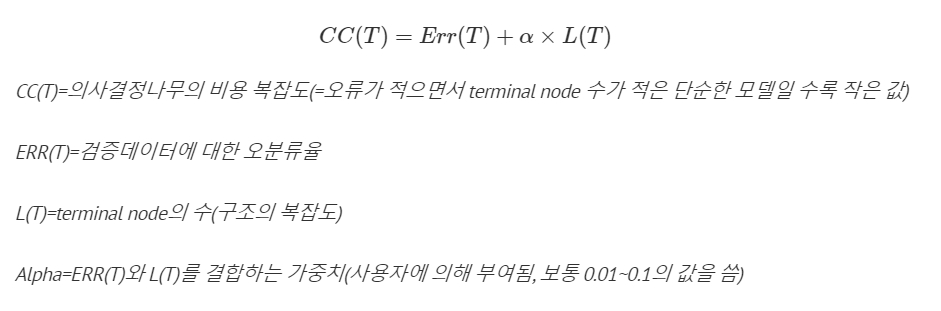 CC(T) = Err(T) + α × L(T)
CC(T)=의사결정나무의 비용 복잡도(=오류가 적으면서 terminal node 수가 적은 단순한 모델일 수록 작은 값)
ERR(T)=검증데이터에 대한 오분류율
L(T)=terminal node의 수(구조의 복잡도)
Alpha=ERR(T)와 L(T)를 결합하는 가중치(사용자에 의해 부여됨, 보통 0.01~0.1의 값을 씀)